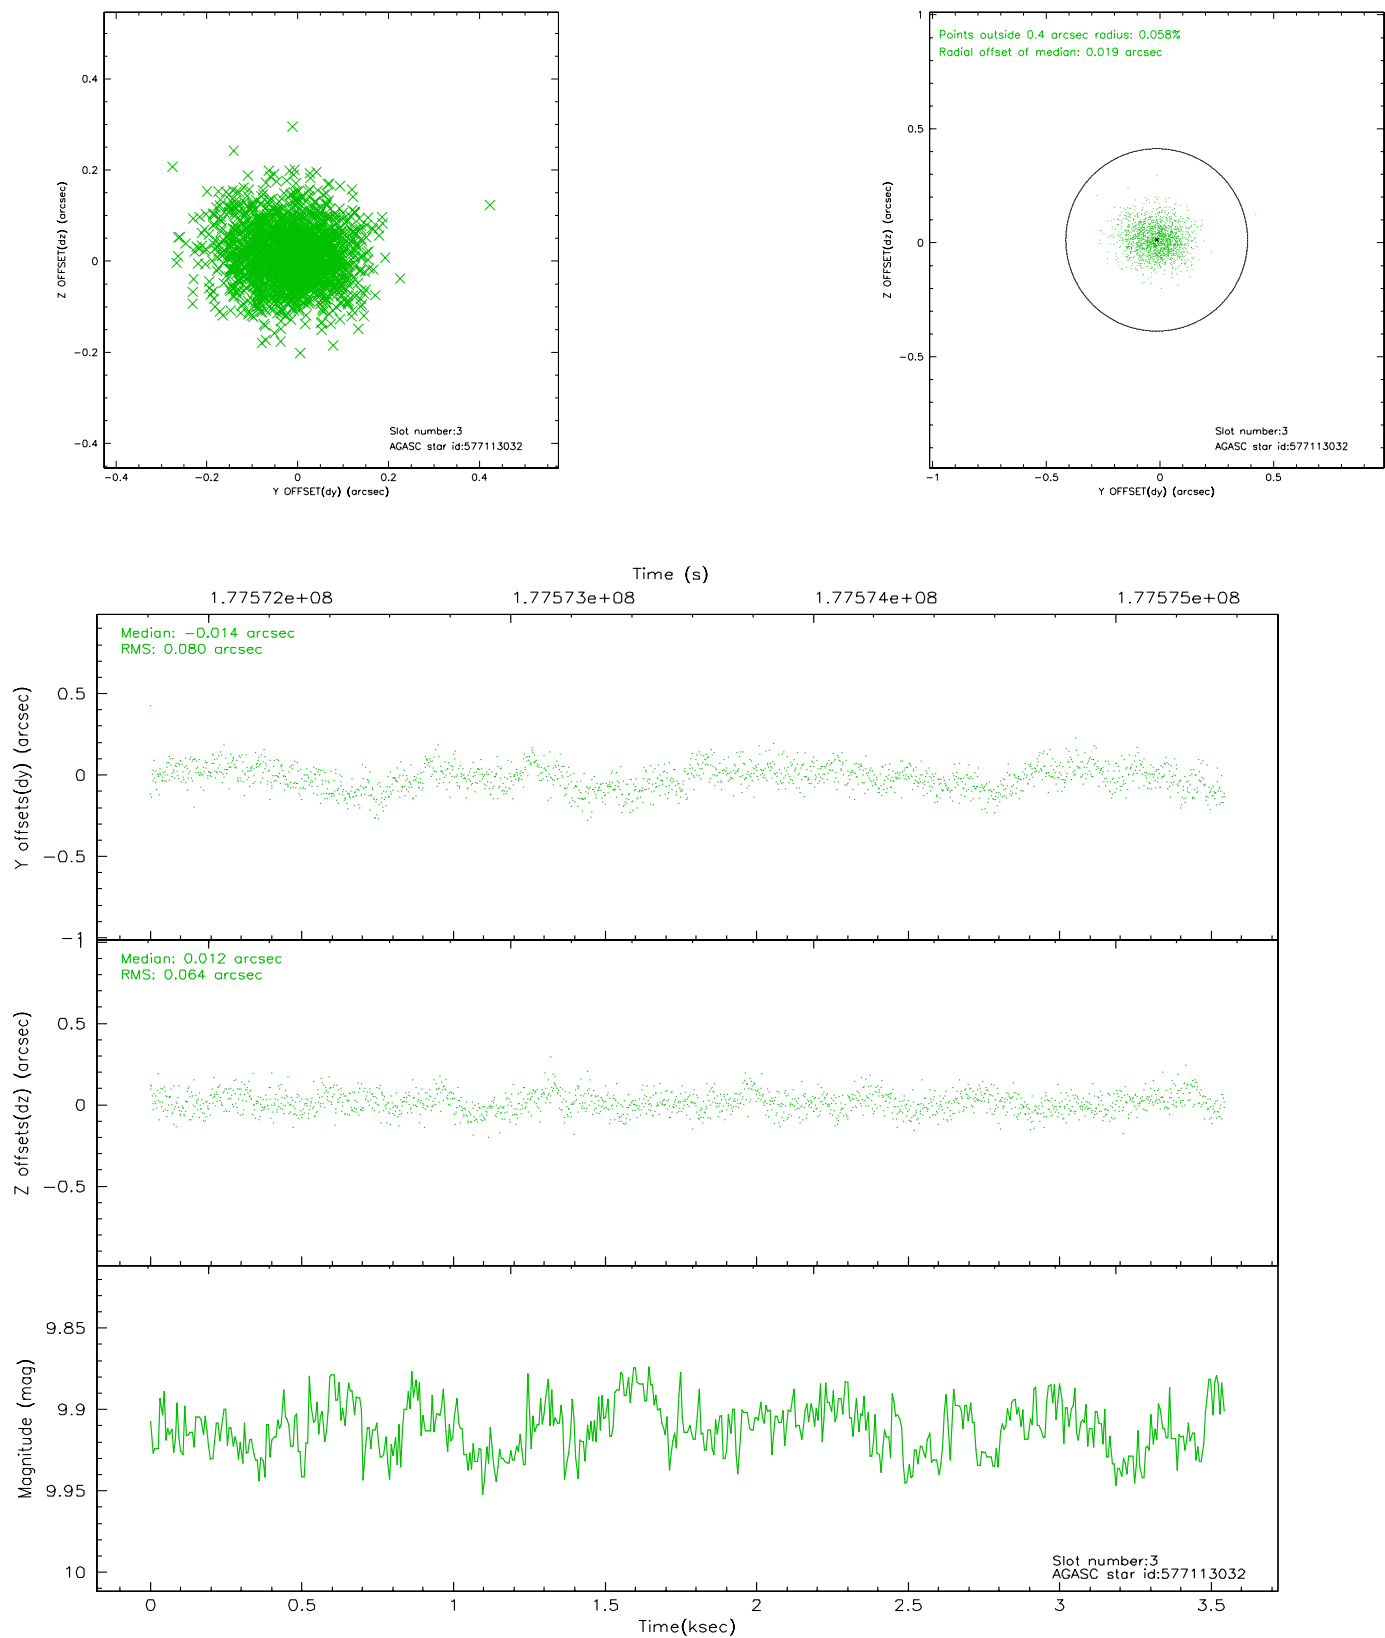 0.4
0.2
0
−0.2
−0.4
Z OFFSET(dz) (arcsec)
Slot number:3
AGASC star id:577113032
−0.4
−0.2
0
0.2
0.4
Y OFFSET(dy) (arcsec)
Points outside 0.4 arcsec radius: 0.058%
Radial offset of median: 0.019 arcsec
1
0.5
0
−0.5
Z OFFSET(dz) (arcsec)
Slot number:3
AGASC star id:577113032
−1
−0.5
0
0.5
Y OFFSET(dy) (arcsec)
Time (s)
1.77572e+08
1.77573e+08
1.77574e+08
1.77575e+08
Median: −0.014 arcsec
RMS: 0.080 arcsec
0.5
0
−0.5
−1
Y offsets(dy) (arcsec)
Median: 0.012 arcsec
RMS: 0.064 arcsec
1
0.5
0
−0.5
Z offsets(dz) (arcsec)
9.85
9.9
9.95
10
Magnitude (mag)
Slot number:3
AGASC star id:577113032
0
0.5
1
1.5
2
2.5
3
3.5
Time(ksec)